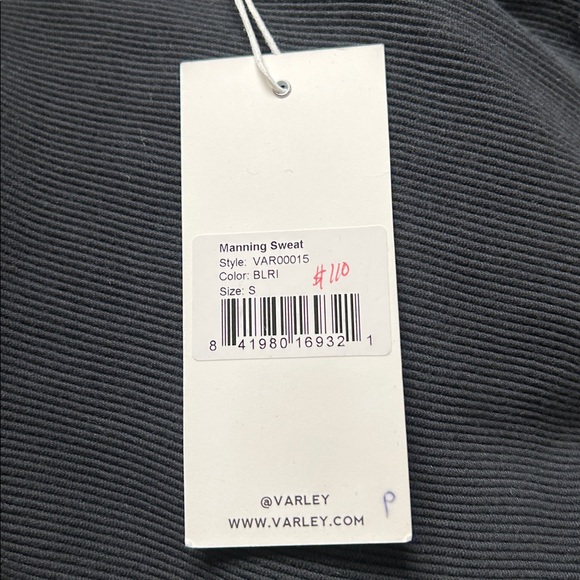 Manning Sweat
Style: VAR00015
Color: BLRI
Size: S
$110
8 41980 16932 1
@VARLEY
WWW.VARLEY.COM
P